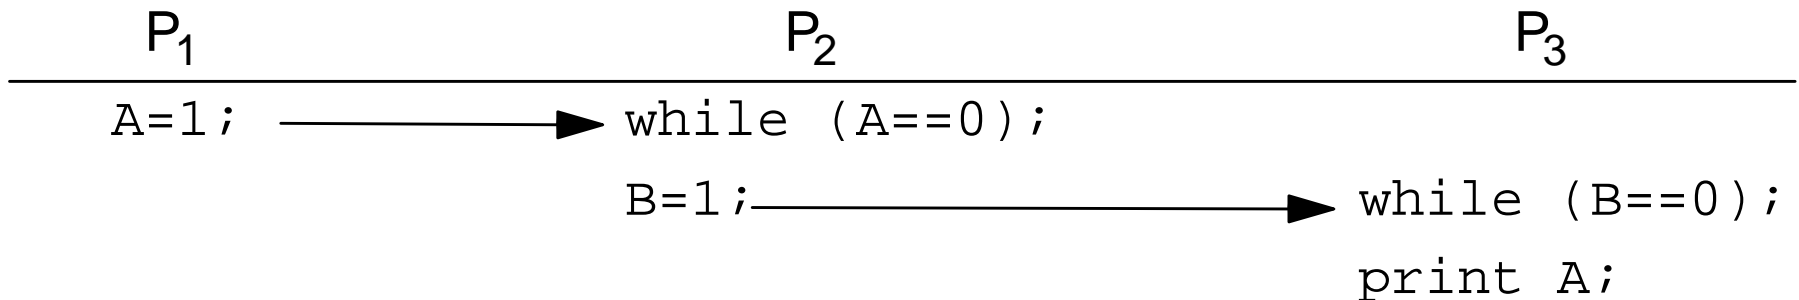 P1 P2 P3
A=1; while (A==0);
B=1; while (B==0);
print A;